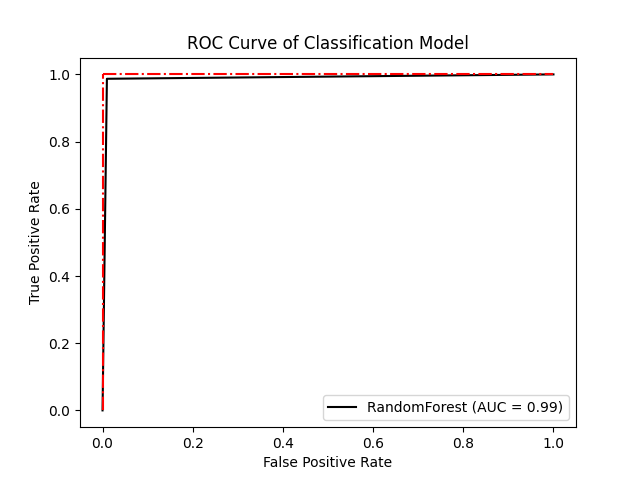 ROC Curve of Classification Model
True Positive Rate
1.0
0.8
0.6
0.4
0.2
0.0
RandomForest (AUC = 0.99)
0.0 0.2 0.4 0.6 0.8 1.0
False Positive Rate